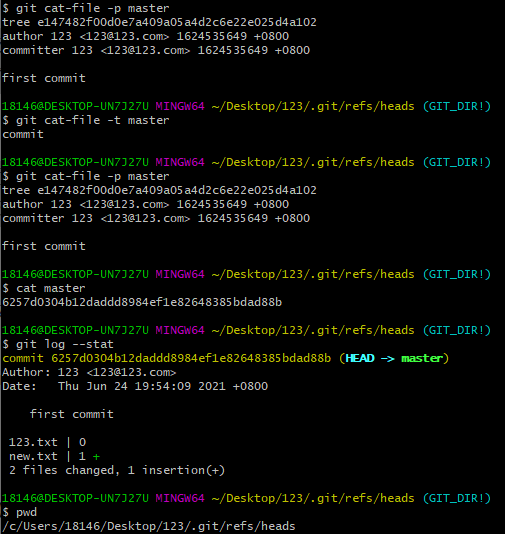 $ git cat-file -p master
tree e147482f00d0e7a409a05a4d2c6e22e025d4a102
author 123 <123@123.com> 1624535649 +0800
committer 123 <123@123.com> 1624535649 +0800
first commit
18146@DESKTOP-UN7J27U MINGW64 ~/Desktop/123/.git/refs/heads (GIT_DIR!)
$ git cat-file -t master
commit
18146@DESKTOP-UN7J27U MINGW64 ~/Desktop/123/.git/refs/heads (GIT_DIR!)
$ git cat-file -p master
tree e147482f00d0e7a409a05a4d2c6e22e025d4a102
author 123 <123@123.com> 1624535649 +0800
committer 123 <123@123.com> 1624535649 +0800
first commit
18146@DESKTOP-UN7J27U MINGW64 ~/Desktop/123/.git/refs/heads (GIT_DIR!)
$ cat master
6257d0304b12daddd8984ef1e82648385bdad88b
18146@DESKTOP-UN7J27U MINGW64 ~/Desktop/123/.git/refs/heads (GIT_DIR!)
$ git log --stat
commit 6257d0304b12daddd8984ef1e82648385bdad88b (HEAD -> master)
Author: 123 <123@123.com>
Date:   Thu Jun 24 19:54:09 2021 +0800
    first commit
 123.txt | 0
 new.txt | 1 +
 2 files changed, 1 insertion(+)
18146@DESKTOP-UN7J27U MINGW64 ~/Desktop/123/.git/refs/heads (GIT_DIR!)
$ pwd
/c/Users/18146/Desktop/123/.git/refs/heads